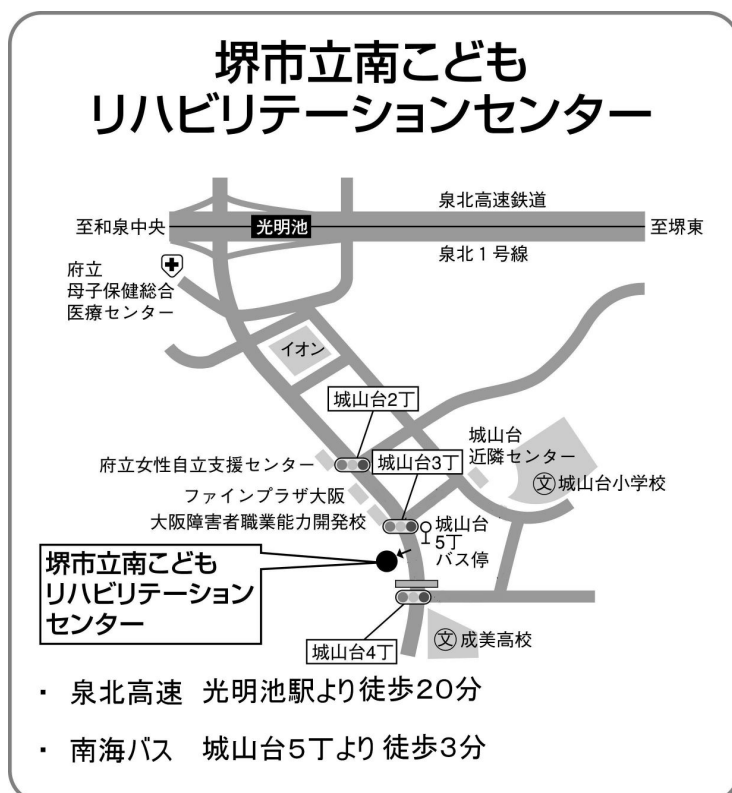 堺市立南こども
リハビリテーションセンター
泉北高速鉄道
至和泉中央
光明池
至堺東
泉北1号線
府立
母子保健総合
医療センター
イオン
城山台2丁
城山台
近隣センター
府立女性自立支援センター
城山台3丁
文城山台小学校
ファインプラザ大阪
大阪障害者職業能力開発校
城山台
5丁
バス停
堺市立南こども
リハビリテーション
センター
城山台4丁
文成美高校
・ 泉北高速 光明池駅より徒歩20分
・ 南海バス 城山台5丁より徒歩3分